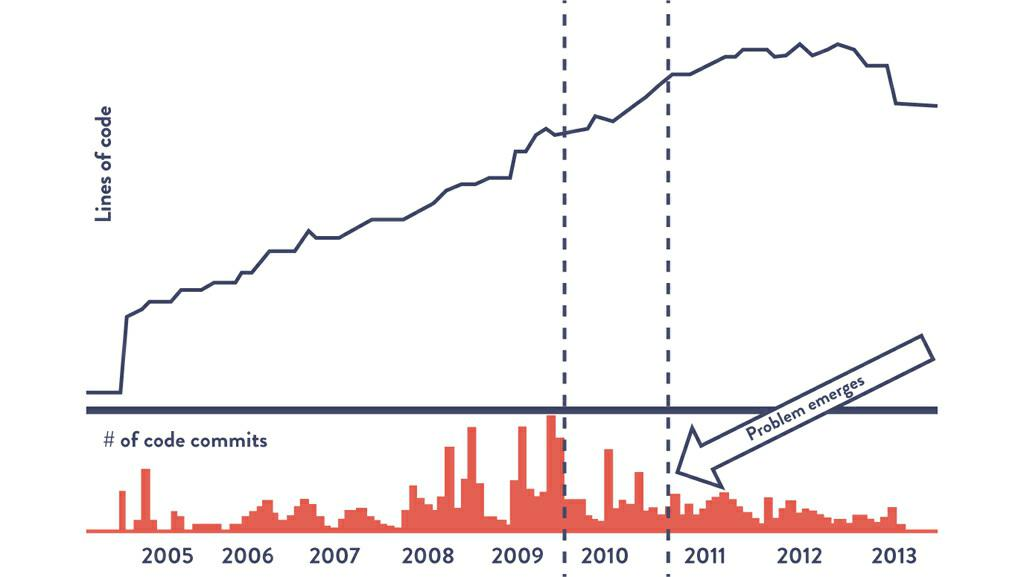 Lines of code
# of code commits
Problem emerges
2005 2006 2007 2008 2009 2010 2011 2012 2013